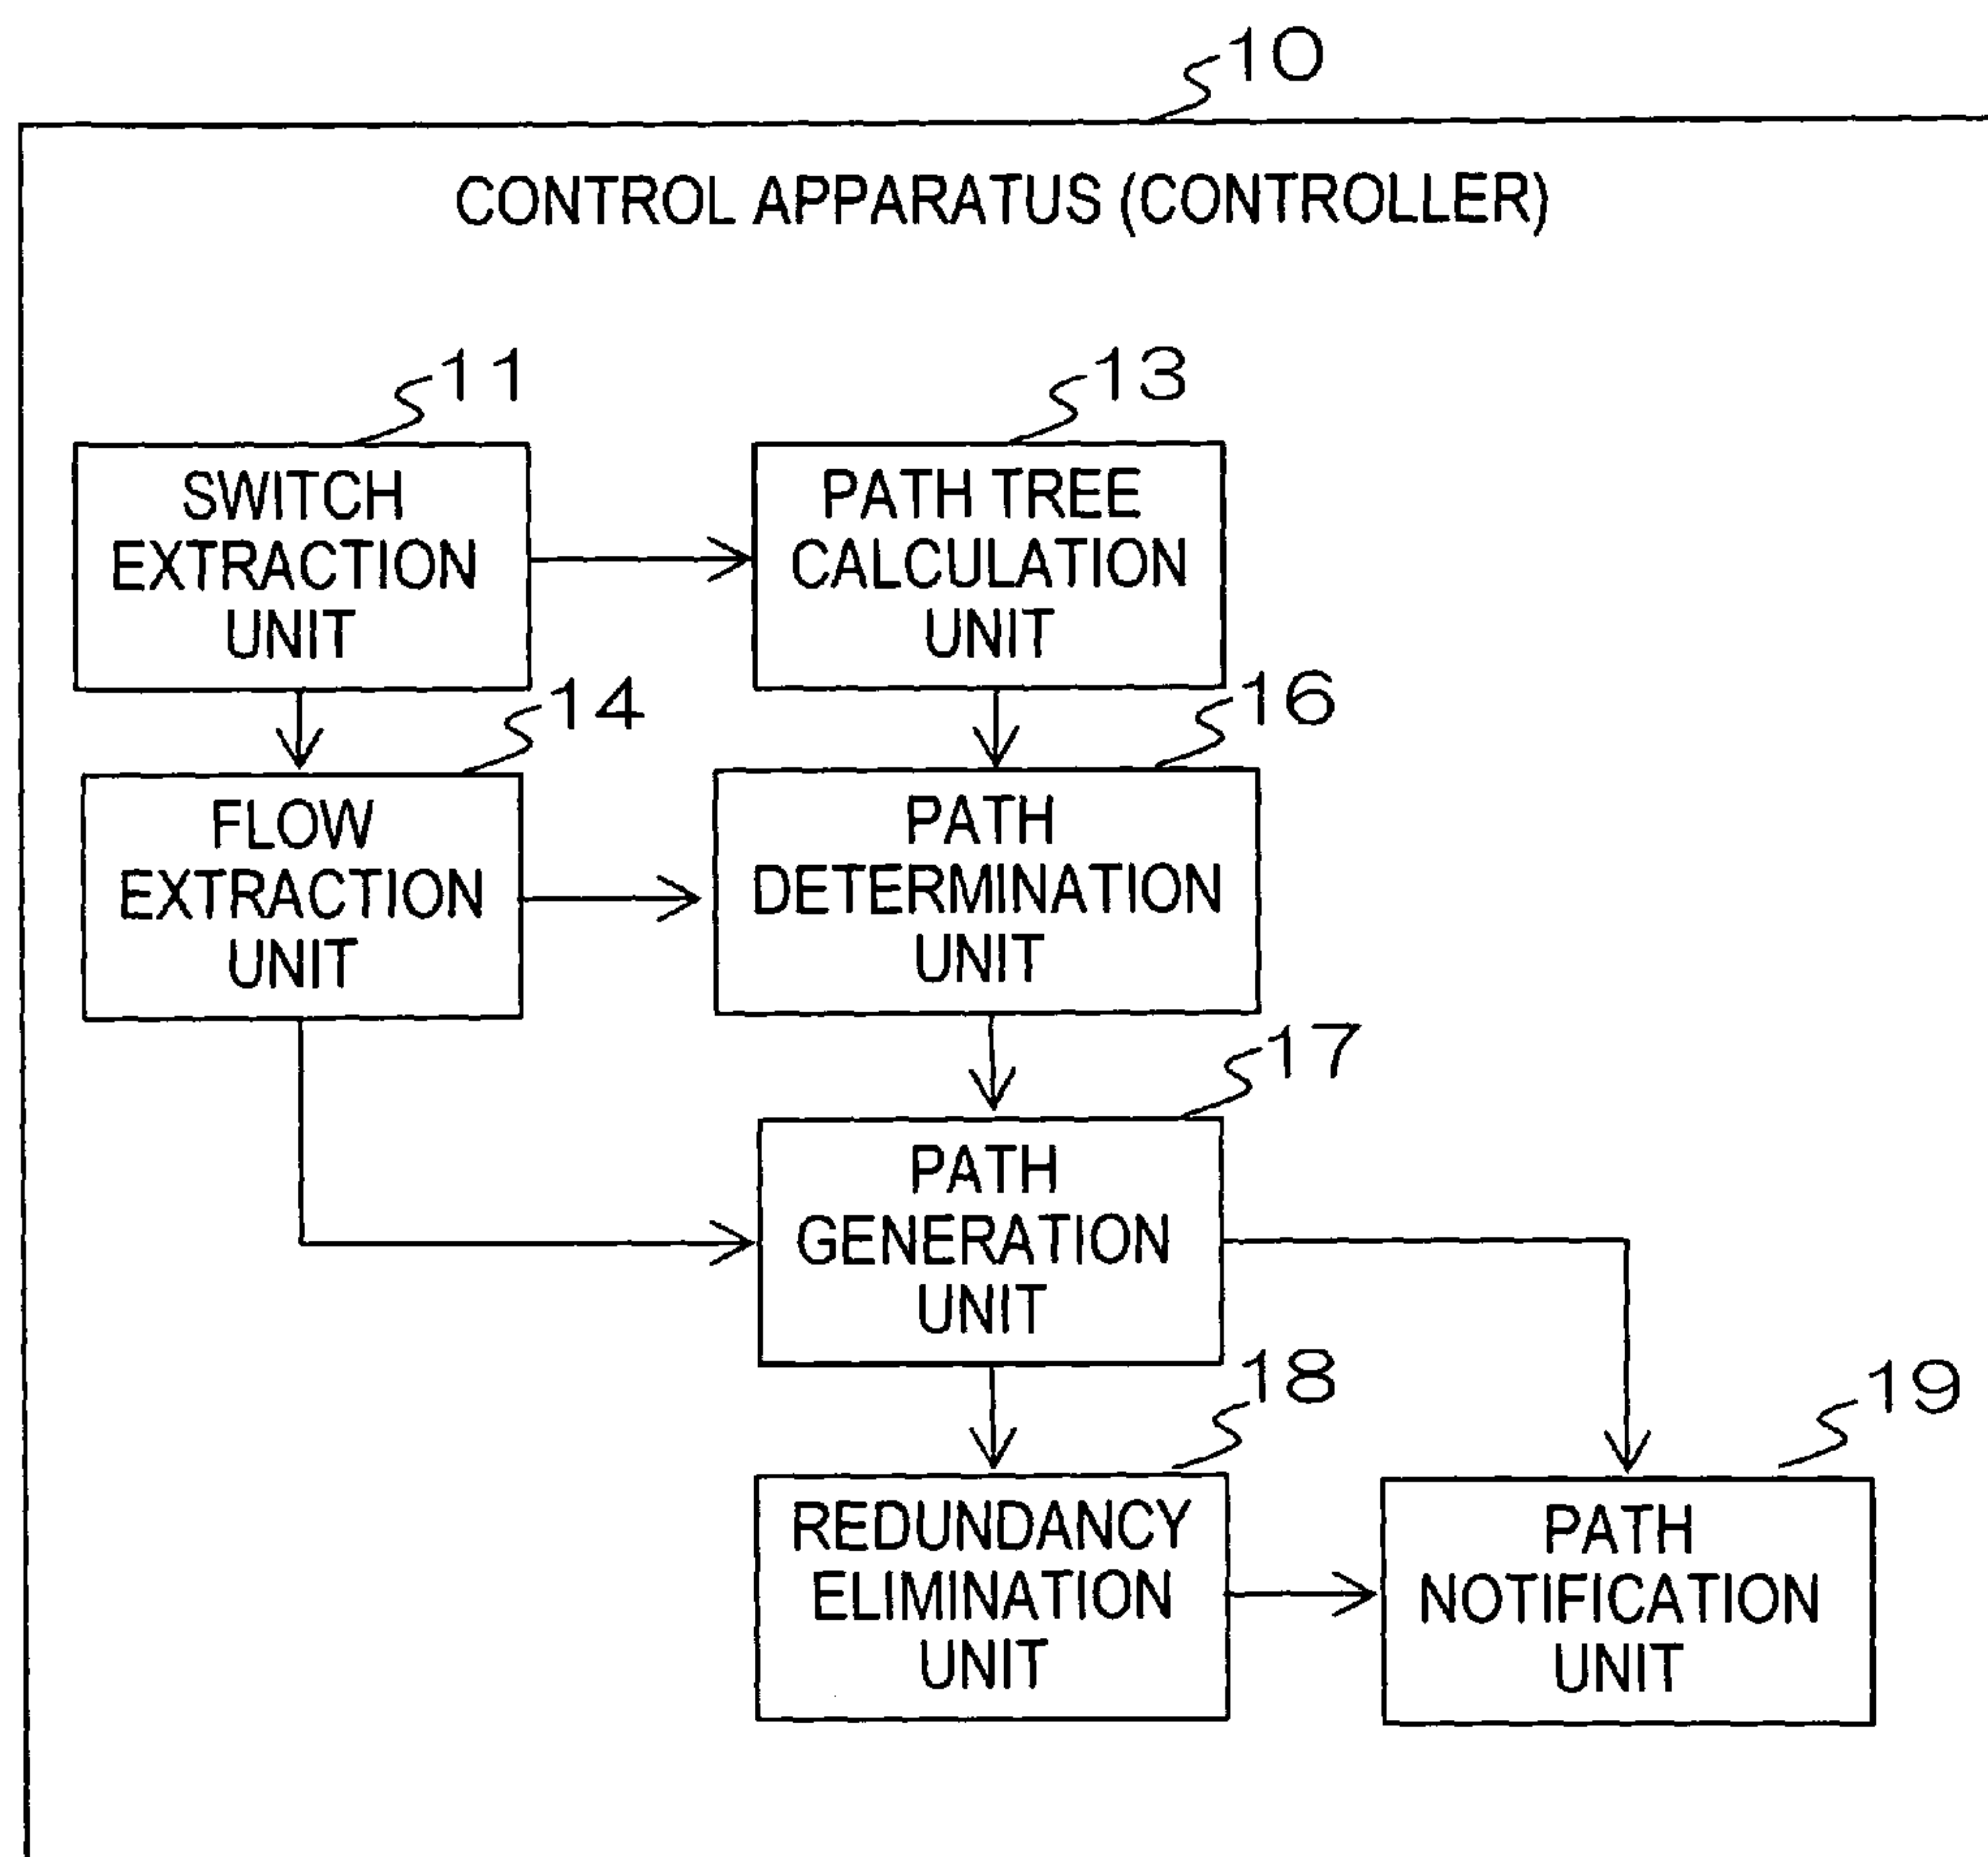 10
CONTROL APPARATUS (CONTROLLER)
11
SWITCH
EXTRACTION
UNIT
13
PATH TREE
CALCULATION
UNIT
14
FLOW
EXTRACTION
UNIT
16
PATH
DETERMINATION
UNIT
17
PATH
GENERATION
UNIT
18
REDUNDANCY
ELIMINATION
UNIT
19
PATH
NOTIFICATION
UNIT